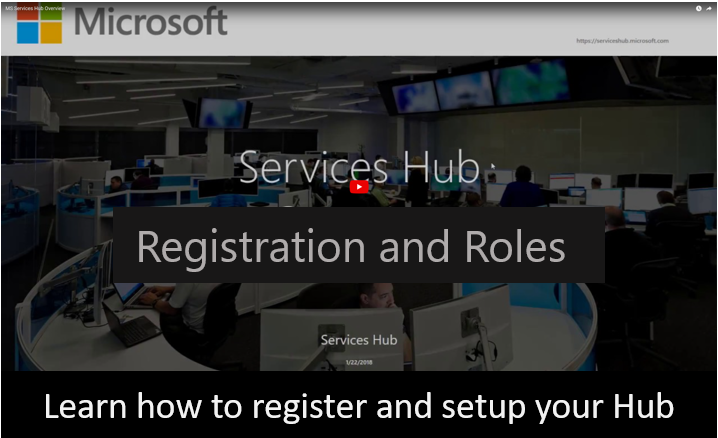 MS Services Hub Overview
Microsoft
https://serviceshub.microsoft.com
Services Hub
Registration and Roles
Services Hub
1/22/2018
Learn how to register and setup your Hub